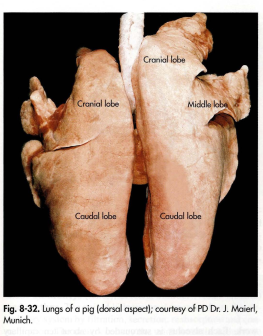 Cranial lobe
Cranial lobe
Middle lobe
Caudal lobe
Caudal lobe
Fig. 8-32. Lungs of a pig (dorsal aspect); courtesy of PD Dr. J. Maierl,
Munich.